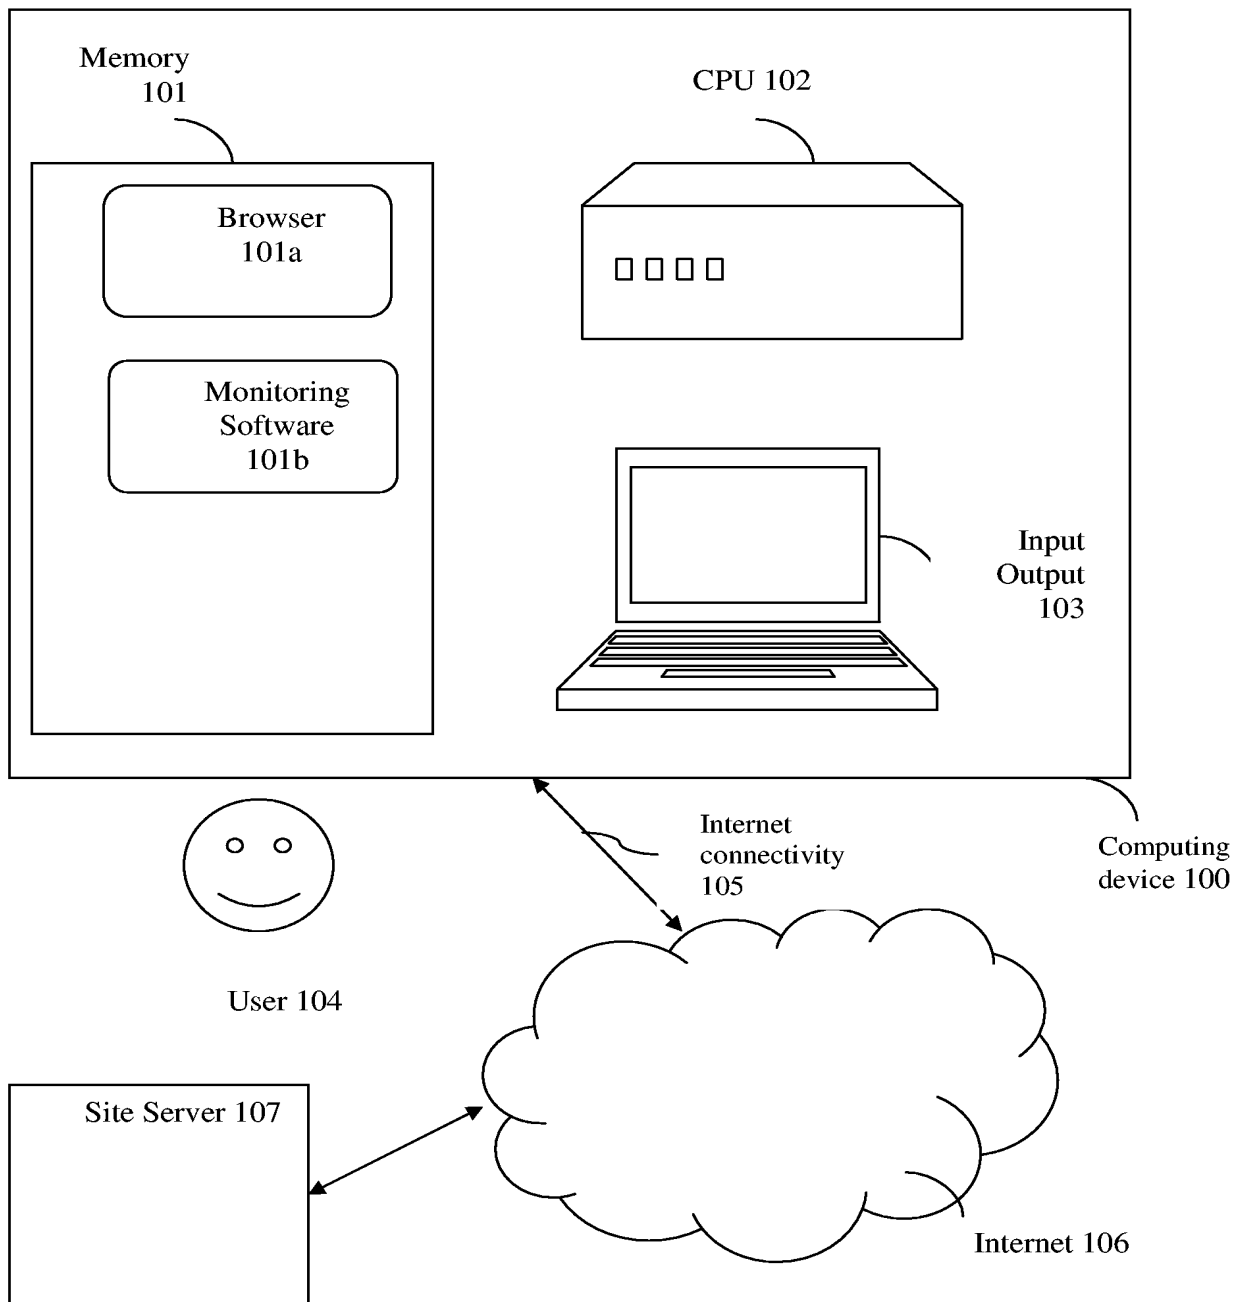 Memory
101
CPU 102
Browser
101a
Monitoring
Software
101b
Input
Output
103
Internet
connectivity
105
Computing
device 100
User 104
Site Server 107
Internet 106